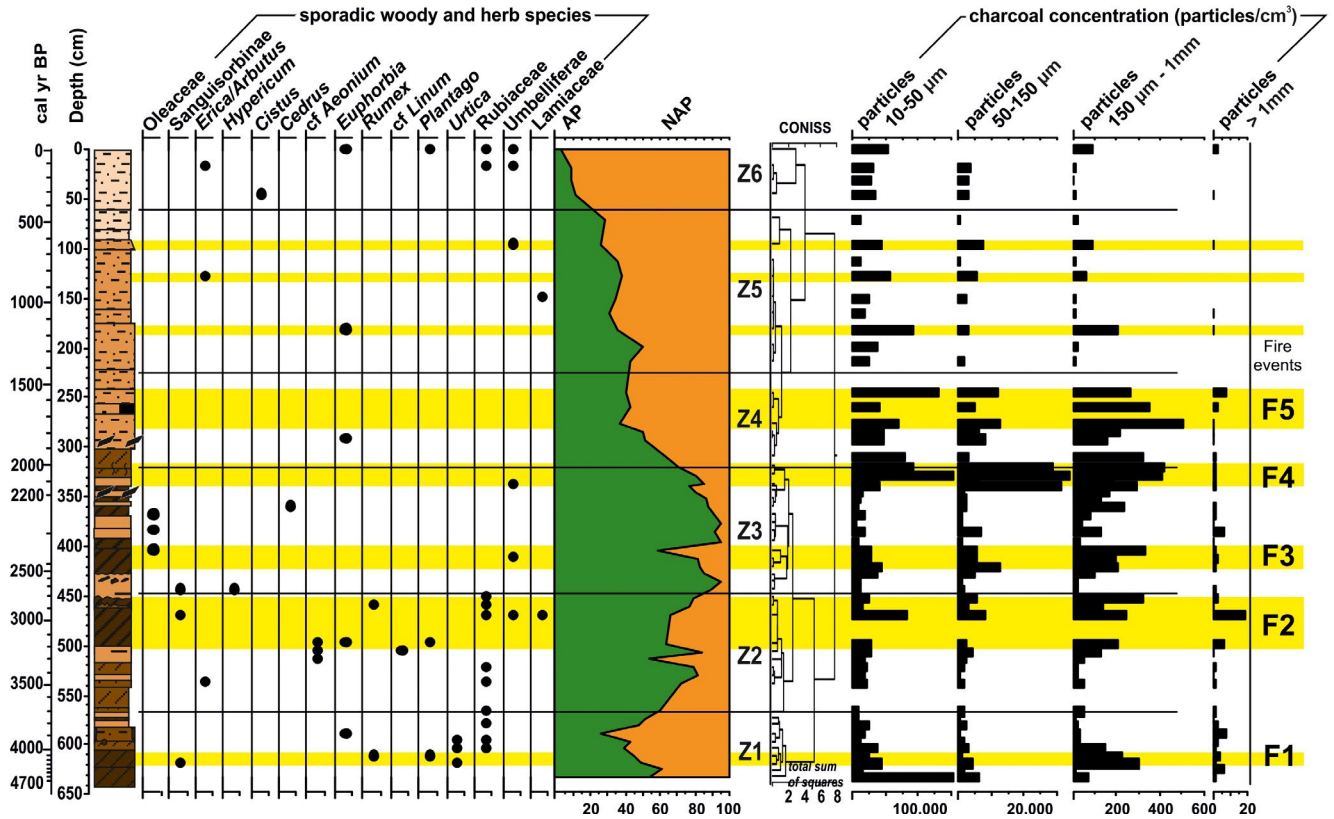 sporadic woody and herb species
charcoal concentration (particles/cm³)
cal yr BP
Depth (cm)
Oleaceae
Sanguisorbinae
Erica/Arbutus
Hypericum
Cistus
Cedrus
cf Aeonium
Euphorbia
Rumex
cf Linum
Plantago
Urtica
Rubiaceae
Umbelliferae
Lamiaceae
AP
NAP
CONISS
particles
10-50 µm
particles
50-150 µm
particles
150 µm - 1mm
particles
> 1mm
0
500
1000
1500
2000
2200
2500
3000
3500
4000
4700
0
50
100
150
200
250
300
350
400
450
500
550
600
650
Z6
Z5
Z4
Z3
Z2
Z1
Fire
events
F5
F4
F3
F2
F1
total sum
of squares
20 40 60 80 100
2 4 6 8
100.000
20.000
200 400 600
20